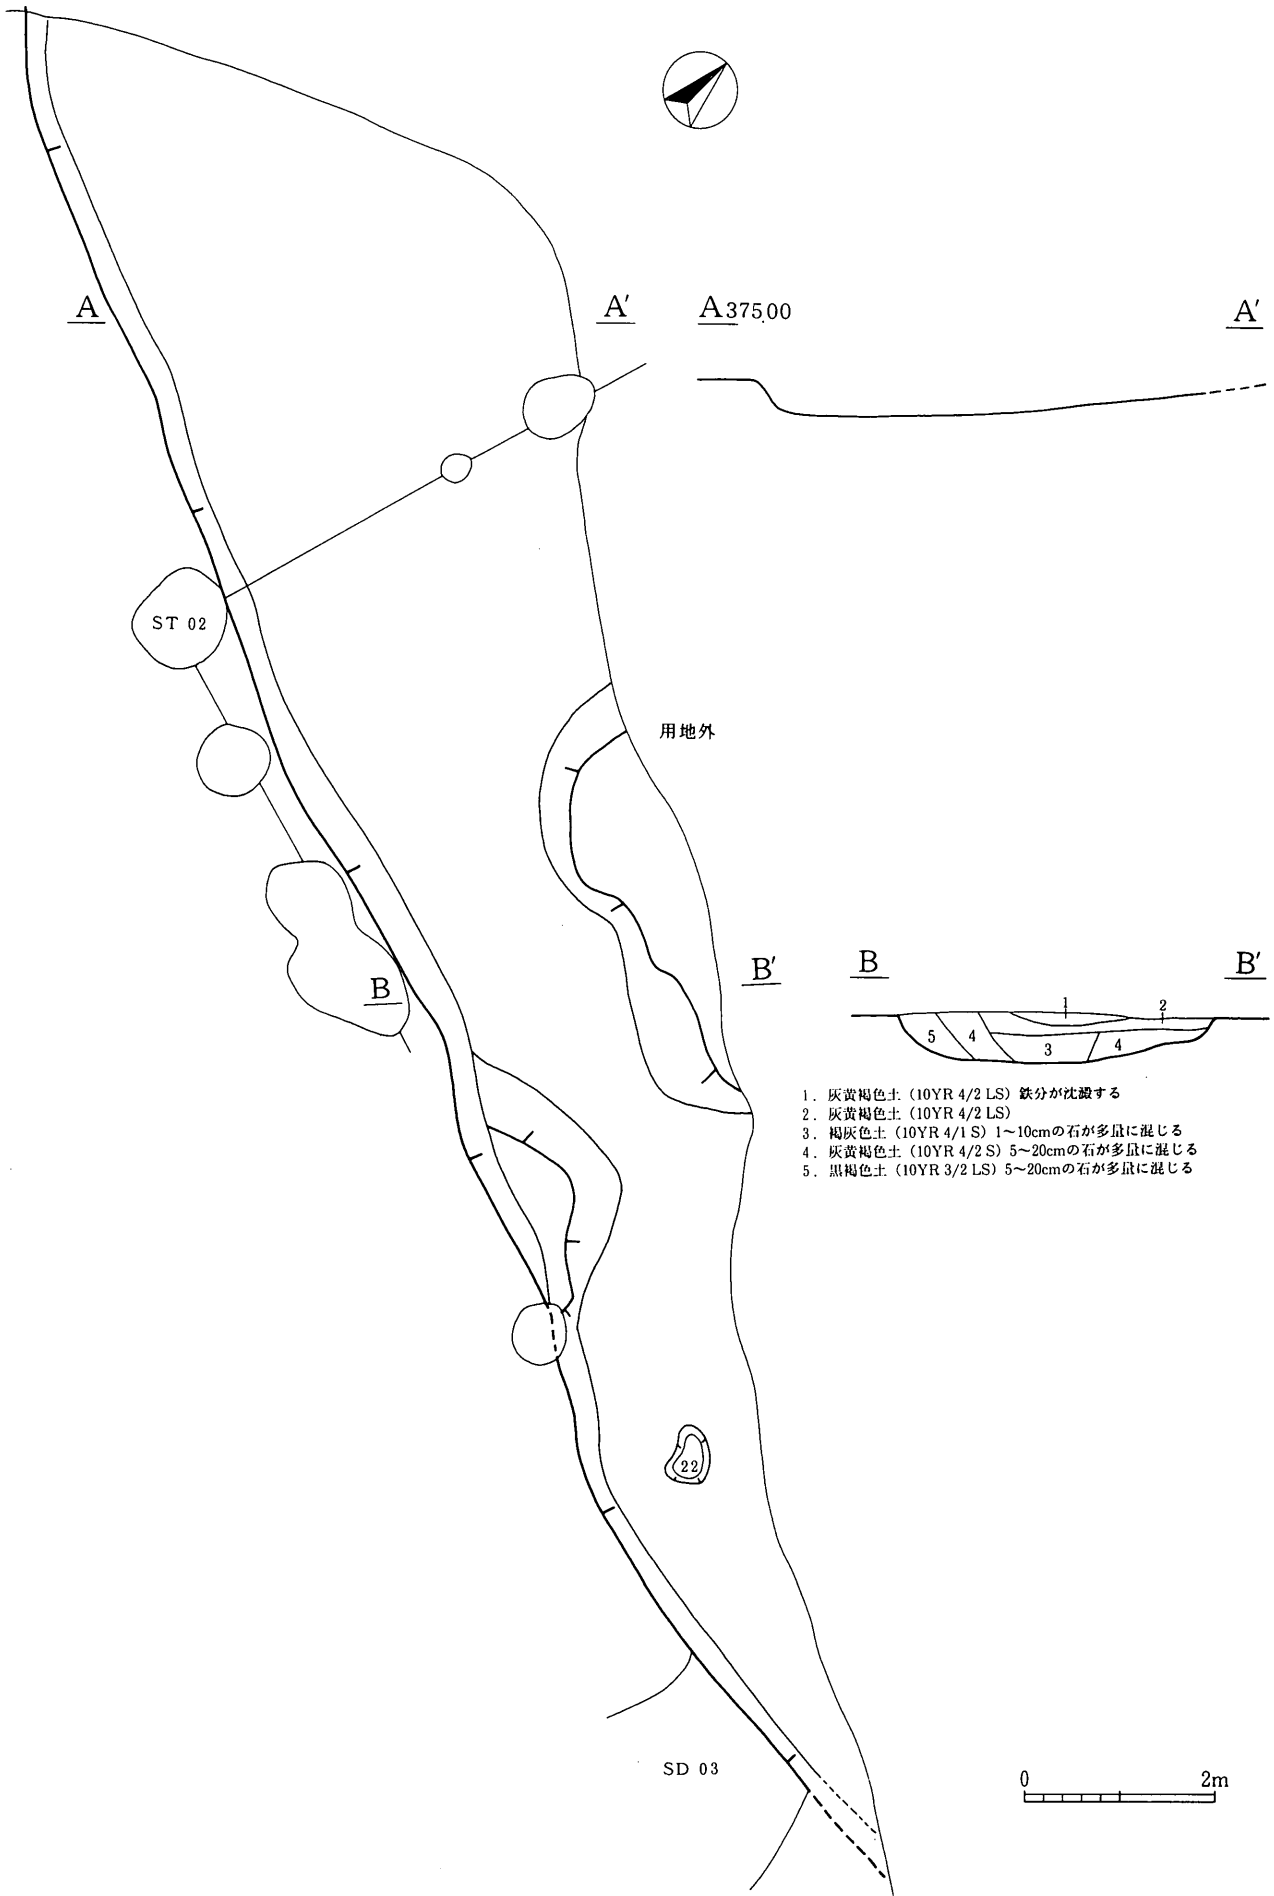 A
A′
A 375.00
A′
ST 02
用地外
B
B′
B
B′
1
2
5
4
3
4
1. 灰黄褐色土 (10YR 4/2 LS) 鉄分が沈澱する
2. 灰黄褐色土 (10YR 4/2 LS)
3. 褐灰色土 (10YR 4/1 S) 1~10cmの石が多量に混じる
4. 灰黄褐色土 (10YR 4/2 S) 5~20cmの石が多量に混じる
5. 黒褐色土 (10YR 3/2 LS) 5~20cmの石が多量に混じる
22
SD 03
0 2m